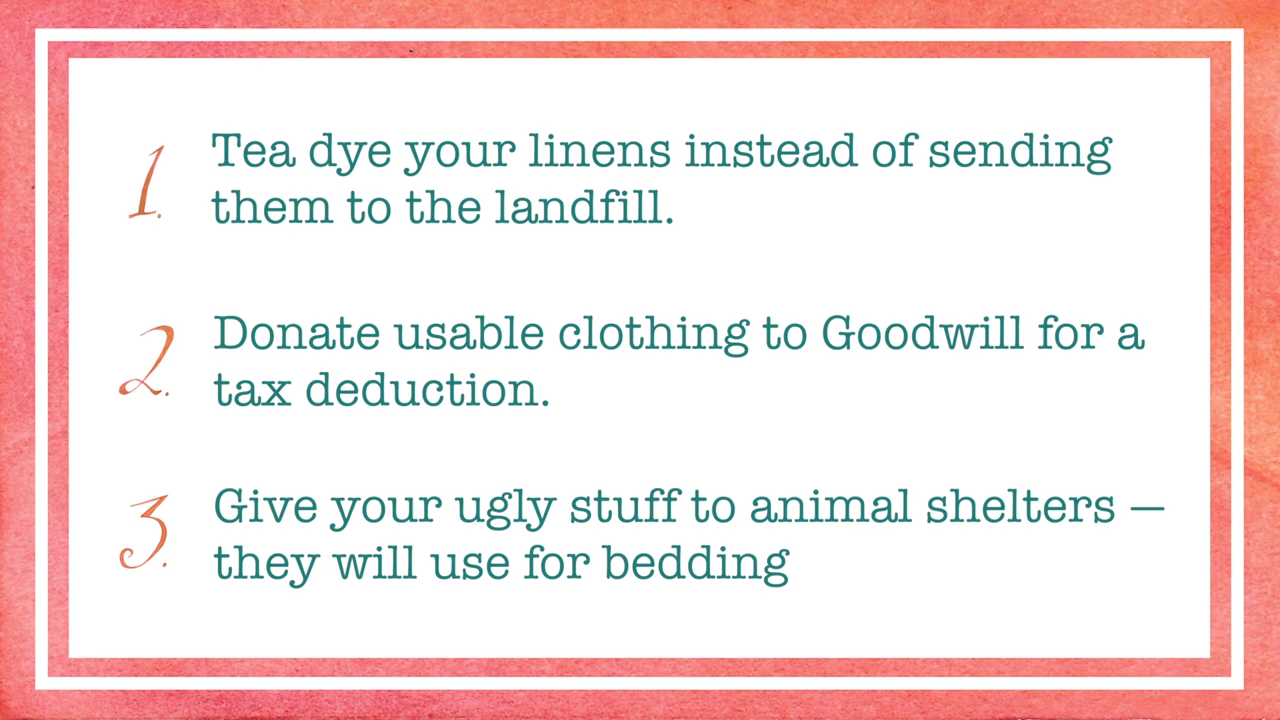 1. Tea dye your linens instead of sending
them to the landfill.
2. Donate usable clothing to Goodwill for a
tax deduction.
3. Give your ugly stuff to animal shelters —
they will use for bedding